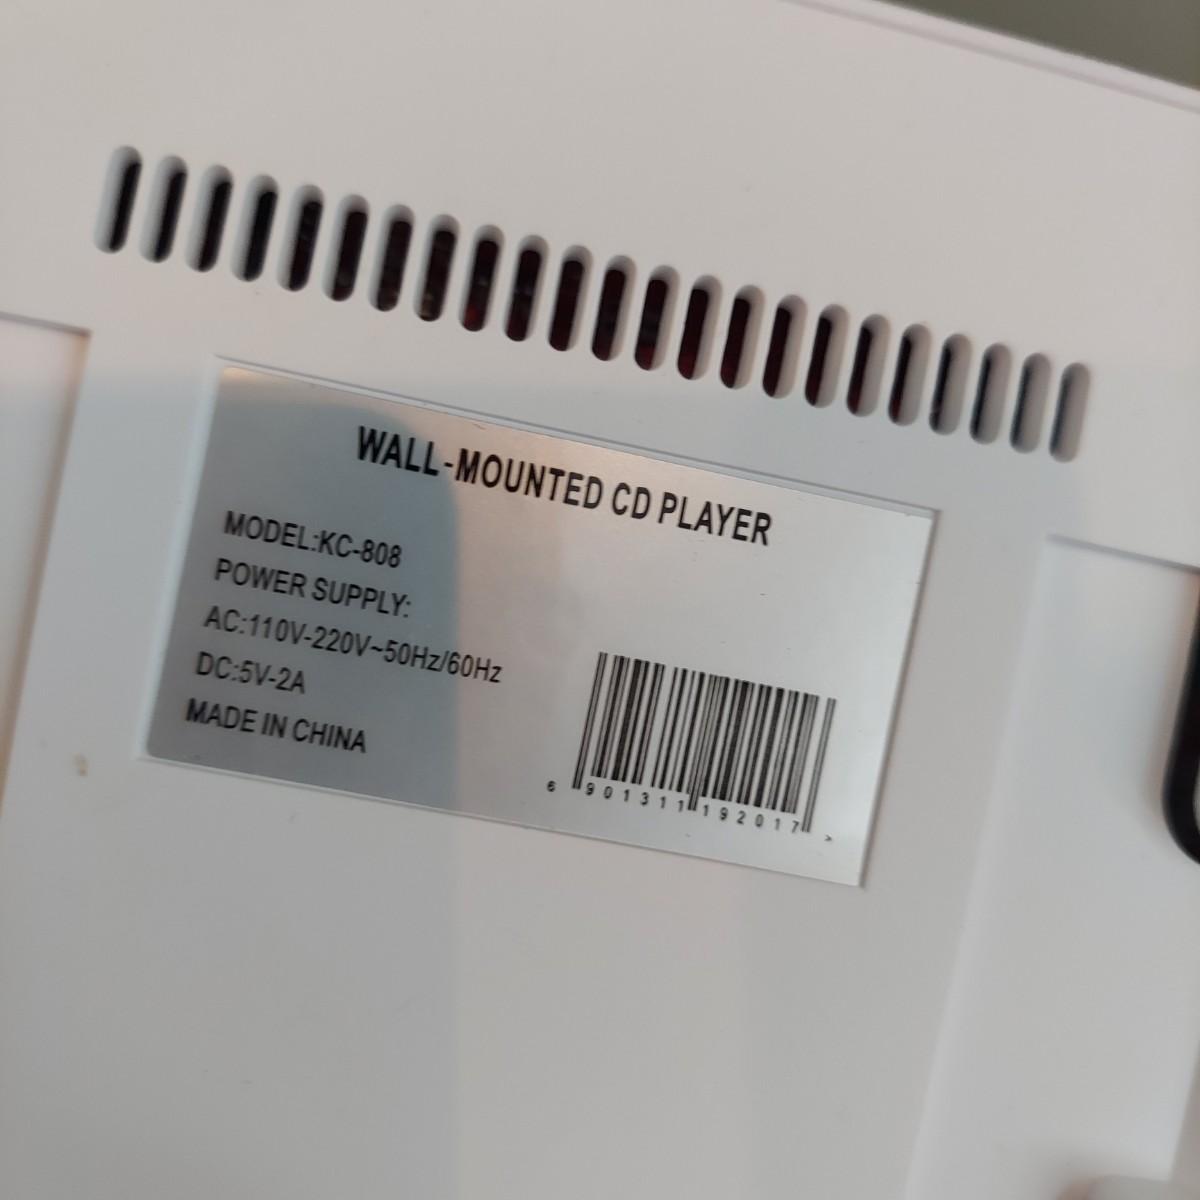 WALL-MOUNTED CD PLAYER
MODEL:KC-808
POWER SUPPLY:
AC:110V-220V~50Hz/60Hz
DC:5V-2A
MADE IN CHINA
6 901311 192017 >